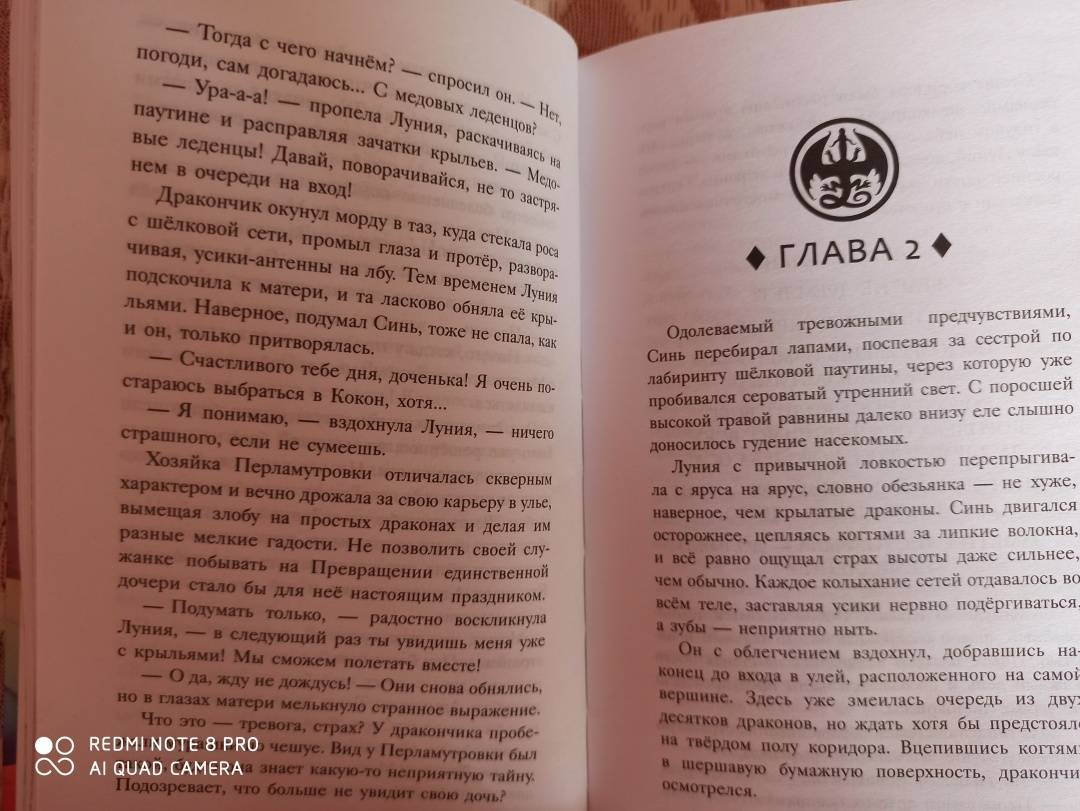 — Тогда с чего начнём? — спросил он. — Нет,
погоди, сам догадаюсь... С медовых леденцов?
— Ура-а-а! — пропела Луния, раскачиваясь на
паутине и расправляя зачатки крыльев. — Медо-
вые леденцы! Давай, поворачивайся, не то застря-
нем в очереди на вход!
Дракончик окунул морду в таз, куда стекала роса
с шёлковой сети, промыл глаза и протёр, развора-
чивая, усики-антенны на лбу. Тем временем Луния
подскочила к матери, и та ласково обняла её кры-
льями. Наверное, подумал Синь, тоже не спала, как
и он, только притворялась.
— Счастливого тебе дня, доченька! Я очень по-
стараюсь выбраться в Кокон, хотя...
— Я понимаю, — вздохнула Луния, — ничего
страшного, если не сумеешь.
Хозяйка Перламутровки отличалась скверным
характером и вечно дрожала за свою карьеру в улье,
вымещая злобу на простых драконах и делая им
разные мелкие гадости. Не позволить своей слу-
жанке побывать на Превращении единственной
дочери стало бы для неё настоящим праздником.
— Подумать только, — радостно воскликнула
Луния, — в следующий раз ты увидишь меня уже
с крыльями! Мы сможем полетать вместе!
— О да, жду не дождусь! — Они снова обнялись,
но в глазах матери мелькнуло странное выражение.
Что это — тревога, страх? У дракончика пробе-
чешуе. Вид у Перламутровки был
знает какую-то неприятную тайну.
Подозревает, что больше не увидит свою дочь?
REDMI NOTE 8 PRO
AI QUAD CAMERA
ГЛАВА 2
Одолеваемый тревожными предчувствиями,
Синь перебирал лапами, поспевая за сестрой по
лабиринту шёлковой паутины, через которую уже
пробивался сероватый утренний свет. С поросшей
высокой травой равнины далеко внизу еле слышно
доносилось гудение насекомых.
Луния с привычной ловкостью перепрыгива-
ла с яруса на ярус, словно обезьянка — не хуже,
наверное, чем крылатые драконы. Синь двигался
осторожнее, цепляясь когтями за липкие волокна,
и всё равно ощущал страх высоты даже сильнее,
чем обычно. Каждое колыхание сетей отдавалось во
всём теле, заставляя усики нервно подёргиваться,
а зубы — неприятно ныть.
Он с облегчением вздохнул, добравшись на-
конец до входа в улей, расположенного на самой
вершине. Здесь уже змеилась очередь из двух
десятков драконов, но ждать хотя бы предстояло
на твёрдом полу коридора. Вцепившись когтями
в шершавую бумажную поверхность, дракончи
осмотрелся.